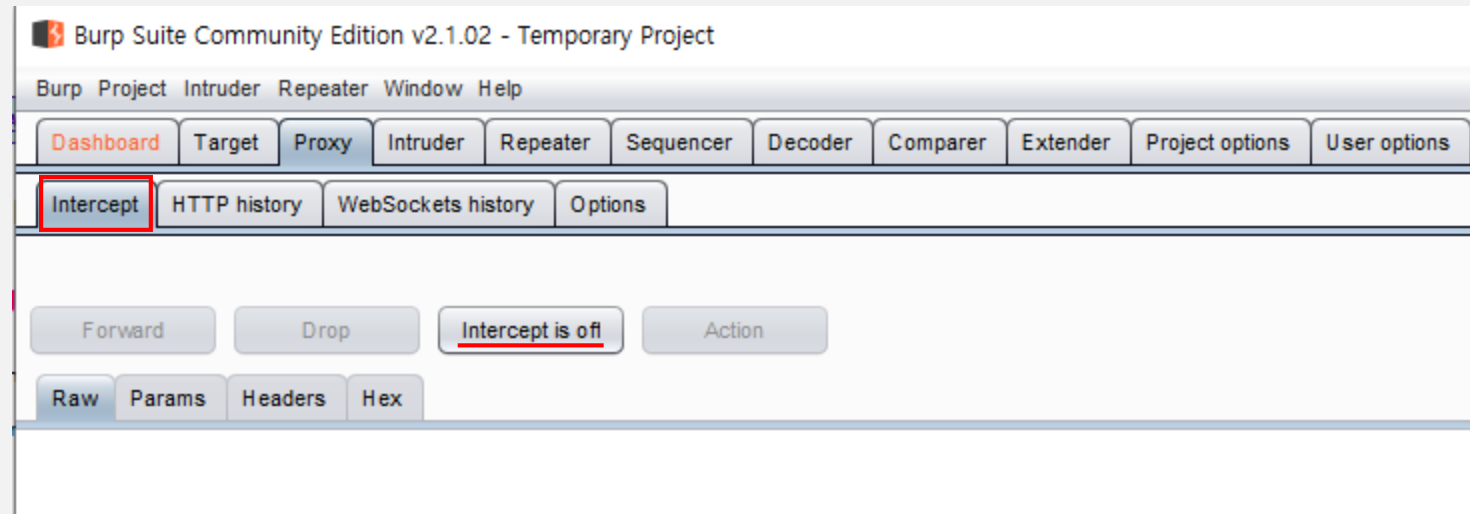 Burp Suite Community Edition v2.1.02 - Temporary Project
Burp Project Intruder Repeater Window Help
Dashboard Target Proxy Intruder Repeater Sequencer Decoder Comparer Extender Project options User options
Intercept HTTP history WebSockets history Options
Forward Drop Intercept is off Action
Raw Params Headers Hex